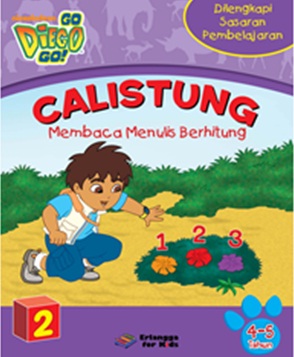 GO
DIEGO
GO!
Dilengkapi
Sasaran
Pembelajaran
CALISTUNG
Membaca Menulis Berhitung
1 2 3
2
Erlangga
for Kids
4-5
Tahun